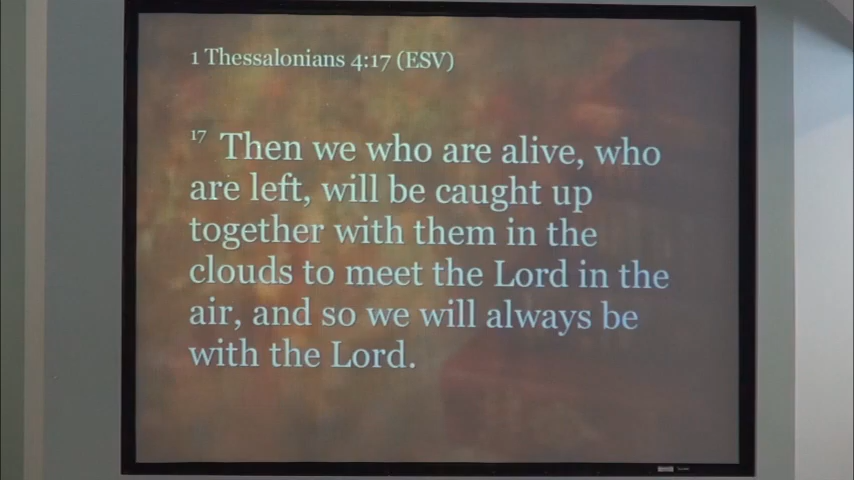 1 Thessalonians 4:17 (ESV)
17 Then we who are alive, who
are left, will be caught up
together with them in the
clouds to meet the Lord in the
air, and so we will always be
with the Lord.